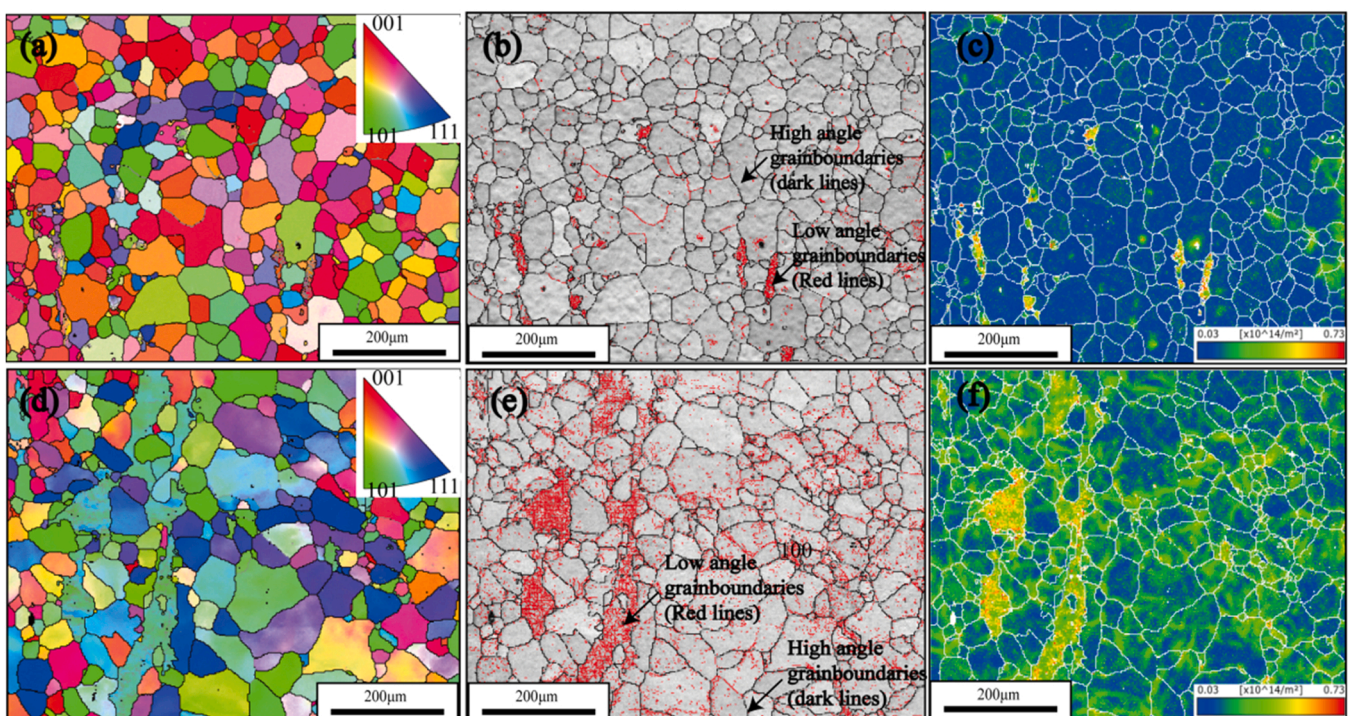 (a)
001
101
111
200μm
(b)
High angle
grainboundaries
(dark lines)
Low angle
grainboundaries
(Red lines)
200μm
(c)
200μm
0.03 [x10^14/m²] 0.73
(d)
001
101
111
200μm
(e)
100
Low angle
grainboundaries
(Red lines)
High angle
grainboundaries
(dark lines)
200μm
(f)
200μm
0.03 [x10^14/m²] 0.73